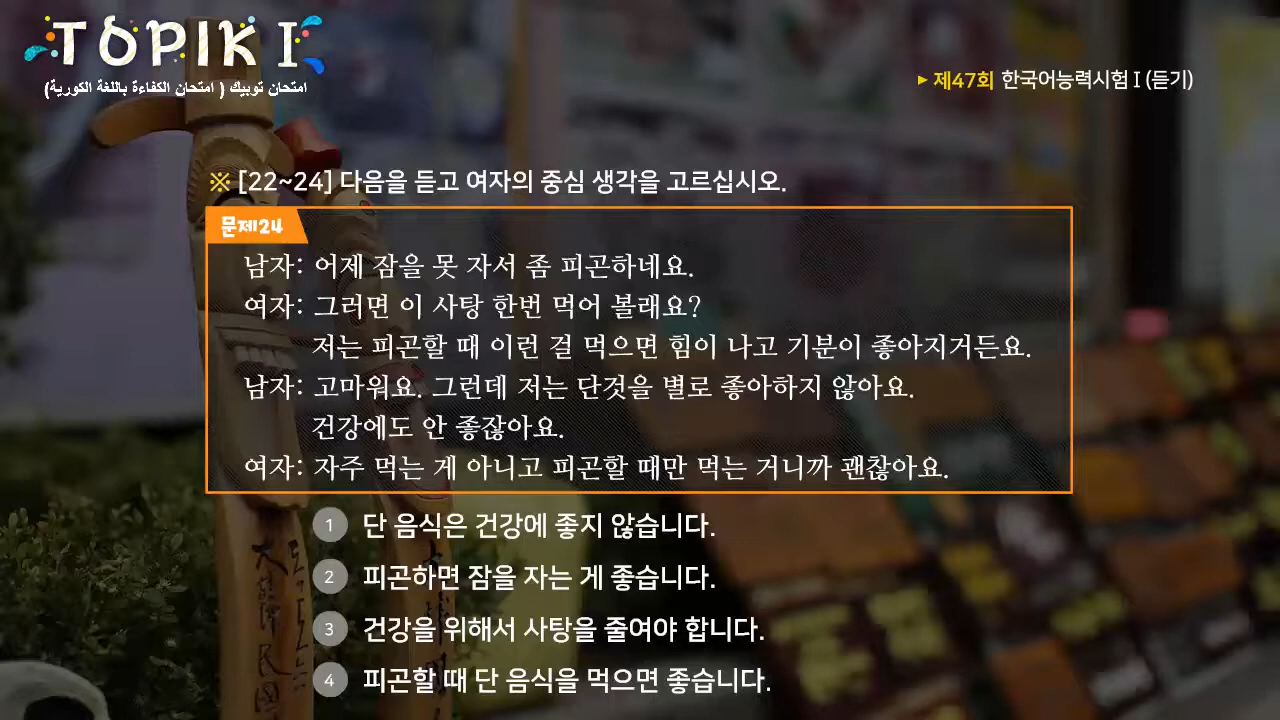 TOPIK I
امتحان توبيك ( امتحان الكفاءة باللغة الكورية)
▶ 제47회 한국어능력시험 I (듣기)
※ [22~24] 다음을 듣고 여자의 중심 생각을 고르십시오.
문제24
남자: 어제 잠을 못 자서 좀 피곤하네요.
여자: 그러면 이 사탕 한번 먹어 볼래요?
저는 피곤할 때 이런 걸 먹으면 힘이 나고 기분이 좋아지거든요.
남자: 고마워요. 그런데 저는 단것을 별로 좋아하지 않아요.
건강에도 안 좋잖아요.
여자: 자주 먹는 게 아니고 피곤할 때만 먹는 거니까 괜찮아요.
1 단 음식은 건강에 좋지 않습니다.
2 피곤하면 잠을 자는 게 좋습니다.
3 건강을 위해서 사탕을 줄여야 합니다.
4 피곤할 때 단 음식을 먹으면 좋습니다.